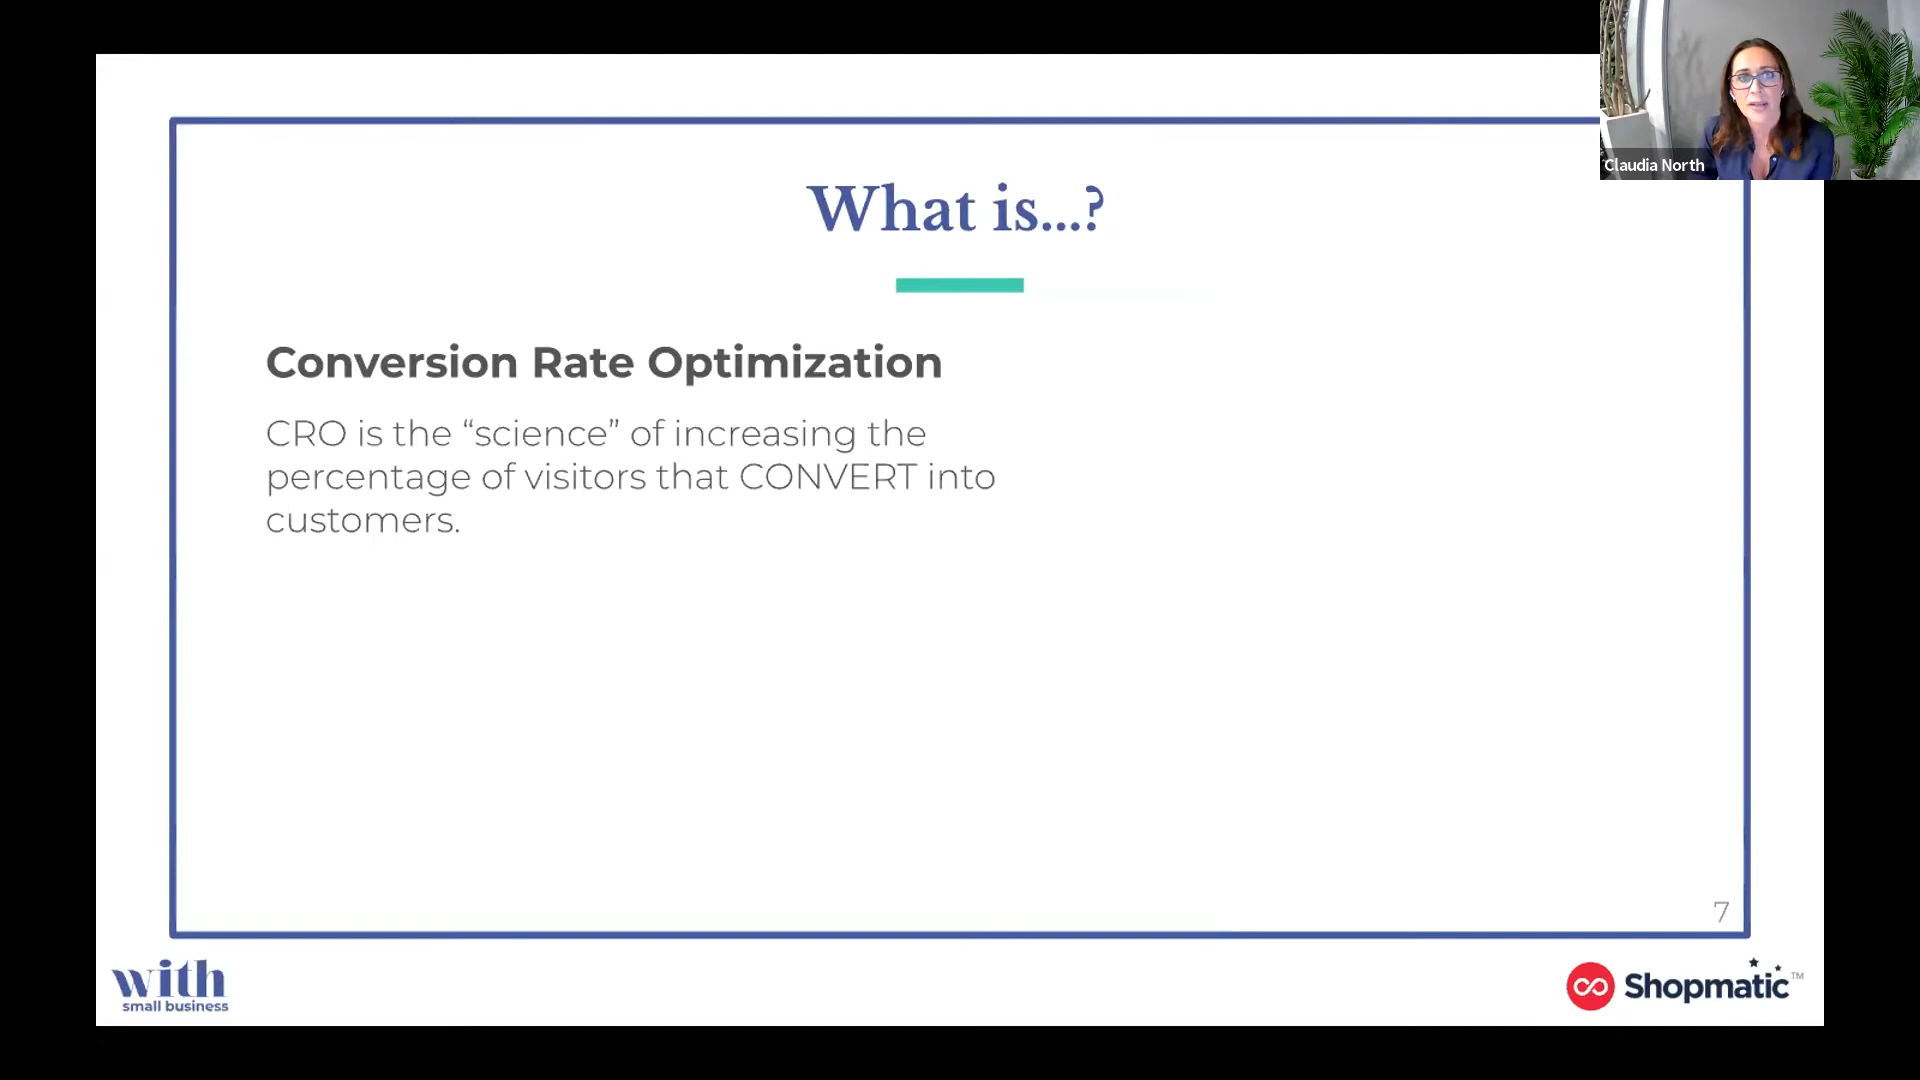 Claudia North
What is...?
Conversion Rate Optimization
CRO is the “science” of increasing the
percentage of visitors that CONVERT into
customers.
7
with
small business
Shopmatic™